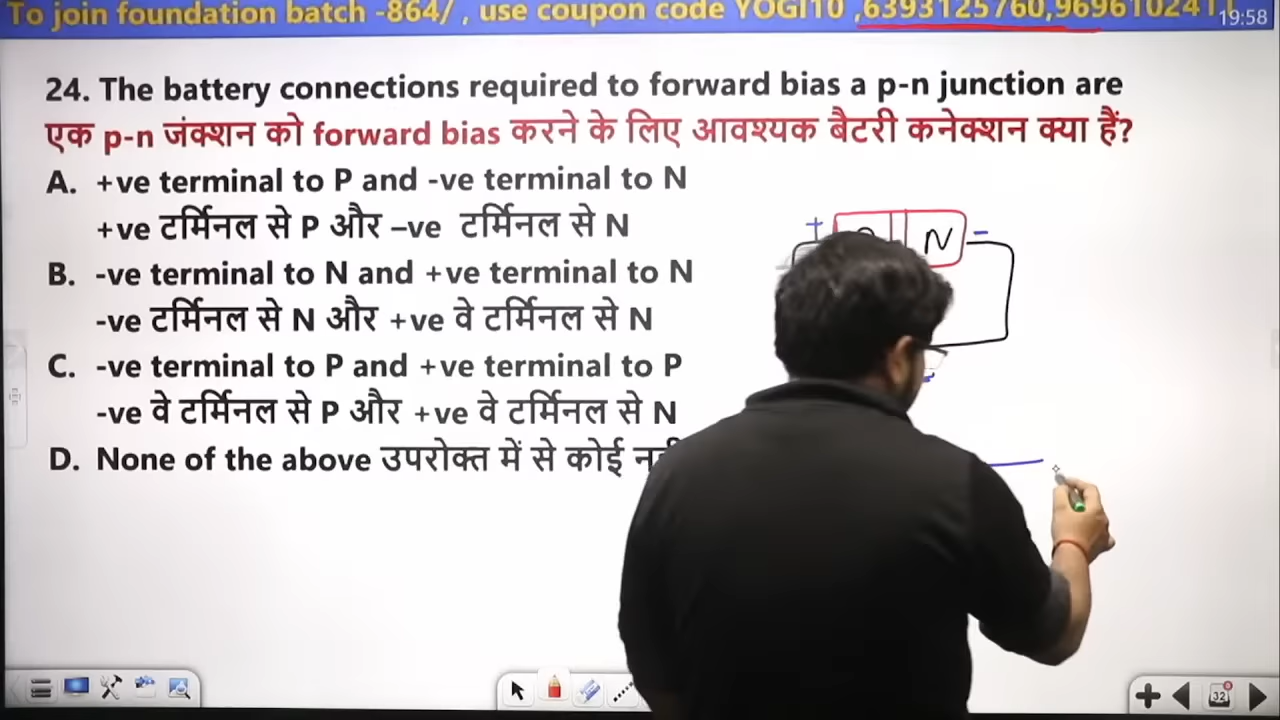 To join foundation batch -864/ , use coupon code YOGI10 ,6393125760,9696102411
19:58
24. The battery connections required to forward bias a p-n junction are
एक p-n जंक्शन को forward bias करने के लिए आवश्यक बैटरी कनेक्शन क्या हैं?
A. +ve terminal to P and -ve terminal to N
+ve टर्मिनल से P और –ve टर्मिनल से N
+ N -
B. -ve terminal to N and +ve terminal to N
-ve टर्मिनल से N और +ve वे टर्मिनल से N
C. -ve terminal to P and +ve terminal to P
-ve वे टर्मिनल से P और +ve वे टर्मिनल से N
D. None of the above उपरोक्त में से कोई
32